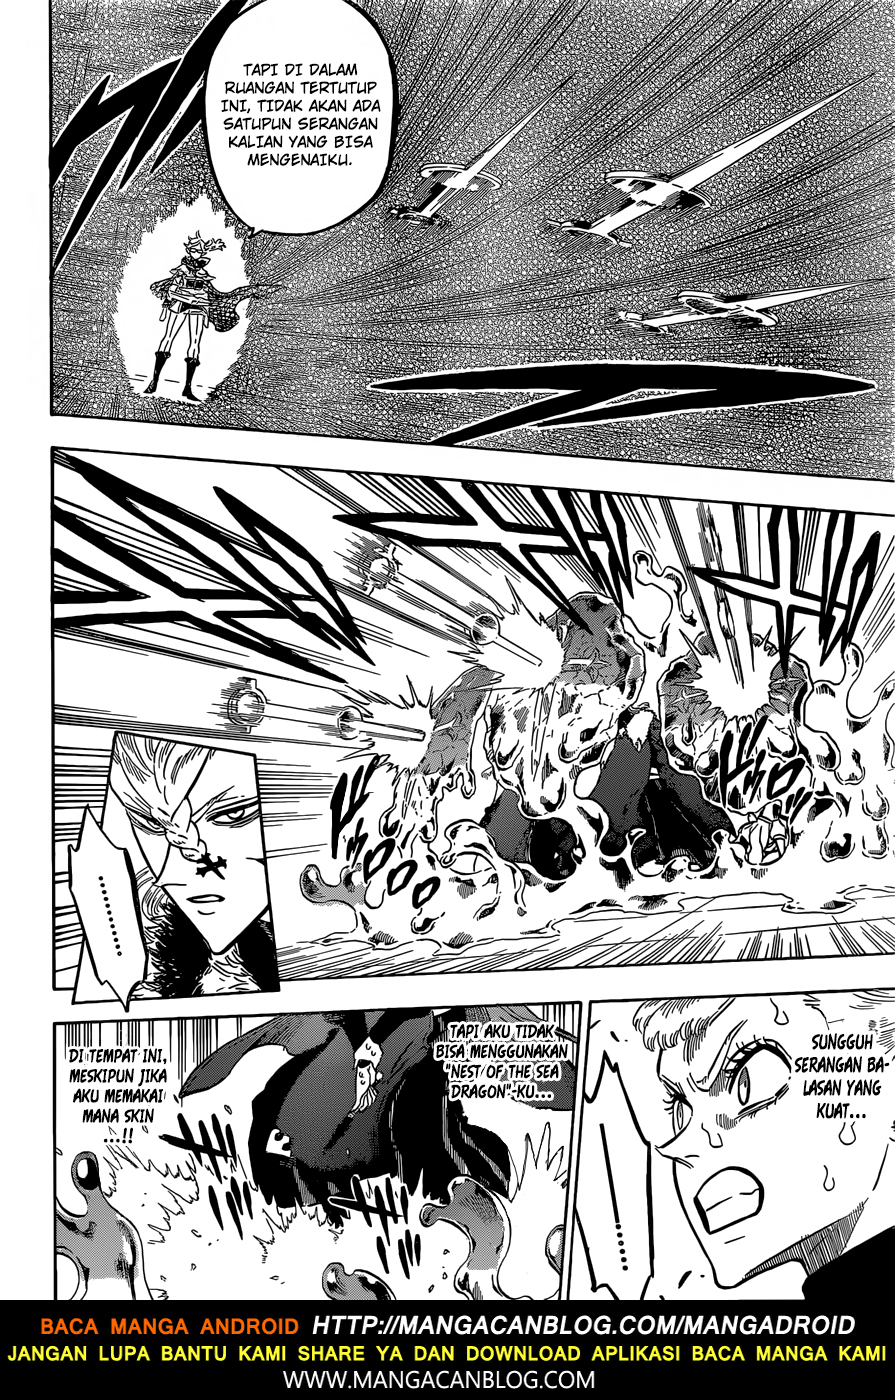 TAPI DI DALAM
RUANGAN TERTUTUP
INI, TIDAK AKAN ADA
SATUPUN SERANGAN
KALIAN YANG BISA
MENGENAIKU.
..........
SUNGGUH
SERANGAN BA-
LASAN YANG
KUAT...
........
TAPI AKU TIDAK
BISA MENGGUNAKAN
"NEST OF THE SEA
DRAGON"-KU...
DI TEMPAT INI,
MESKIPUN JIKA
AKU MEMAKAI
MANA SKIN
...!!
BACA MANGA ANDROID HTTP://MANGACANBLOG.COM/MANGADROID
JANGAN LUPA BANTU KAMI SHARE YA DAN DOWNLOAD APLIKASI BACA MANGA KAMI
WWW.MANGACANBLOG.COM